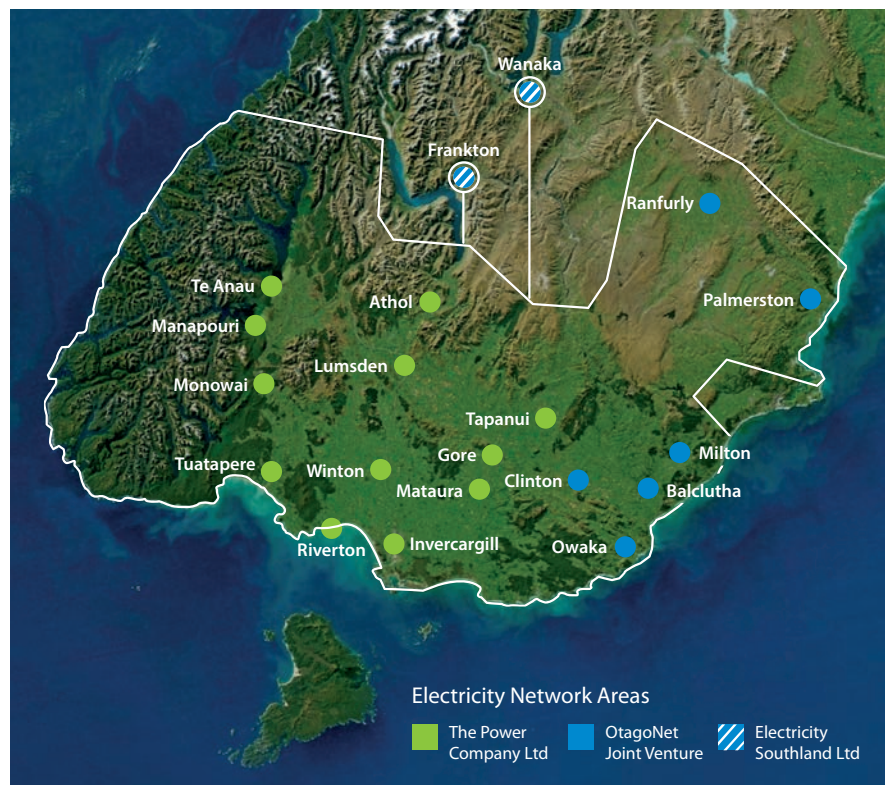 Wanaka
Frankton
Ranfurly
Te Anau
Athol
Palmerston
Manapouri
Lumsden
Monowai
Tapanui
Gore
Milton
Tuatapere
Winton
Clinton
Mataura
Balclutha
Riverton
Invercargill
Owaka
Electricity Network Areas
The Power
Company Ltd
OtagoNet
Joint Venture
Electricity
Southland Ltd